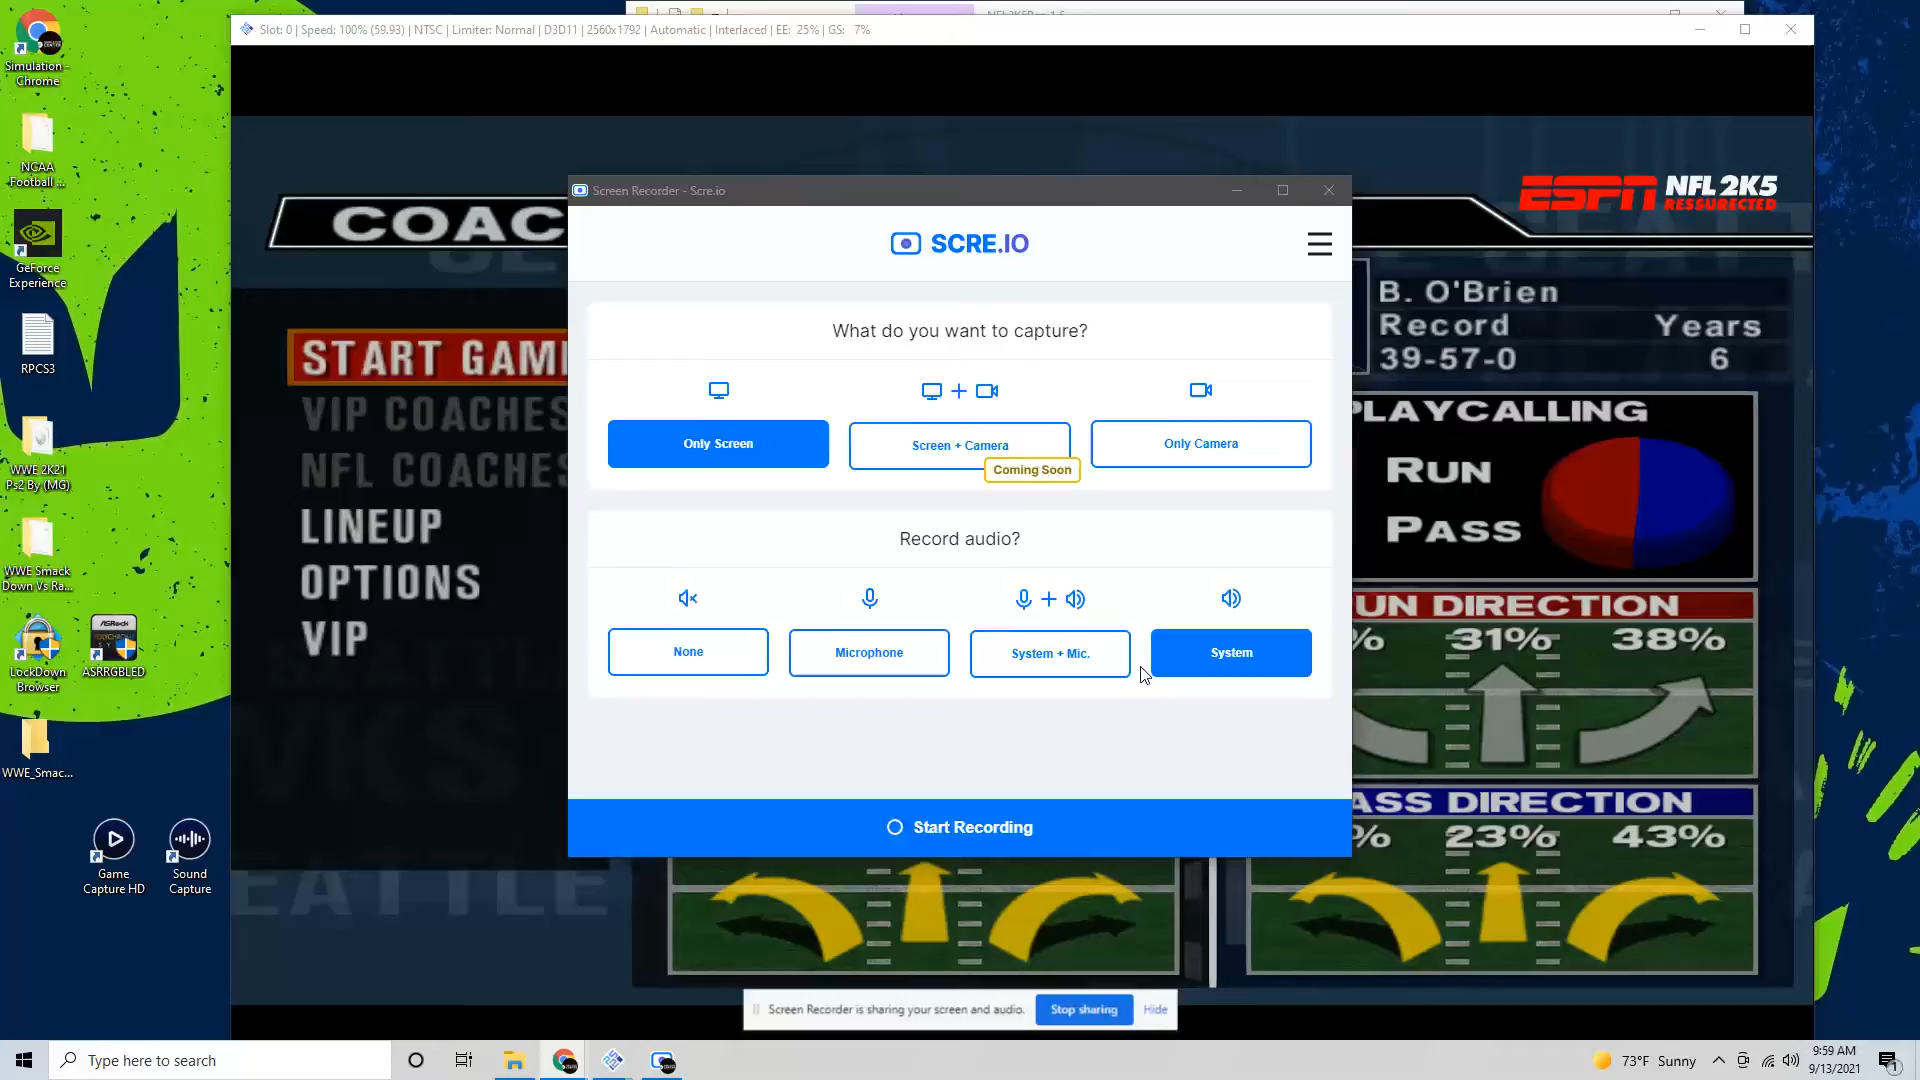 Slot: 0 | Speed: 100% (59.93) | NTSC | Limiter: Normal | D3D11 | 2560x1792 | Automatic | Interlaced | EE: 25% | GS: 7%
Simulation -
Chrome
NCAA
Football ...
GeForce
Experience
RPCS3
WWE 2K21
Ps2 By (MG)
WWE Smack
Down Vs Ra...
LockDown
Browser
ASRock
ASRRGBLED
WWE_Smac...
Game
Capture HD
Sound
Capture
COAC
START GAME
VIP COACHES
NFL COACHES
LINEUP
OPTIONS
VIP
SEATTLE
ESPN NFL 2K5
RESSURECTED
B. O'Brien
Record Years
39-57-0 6
PLAYCALLING
RUN
PASS
UN DIRECTION
% 31% 38%
ASS DIRECTION
% 23% 43%
Screen Recorder - Scre.io
SCRE.IO
What do you want to capture?
Only Screen
Screen + Camera
Coming Soon
Only Camera
Record audio?
None
Microphone
System + Mic.
System
Start Recording
Screen Recorder is sharing your screen and audio. Stop sharing Hide
Type here to search
73°F Sunny
9:59 AM
9/13/2021
1